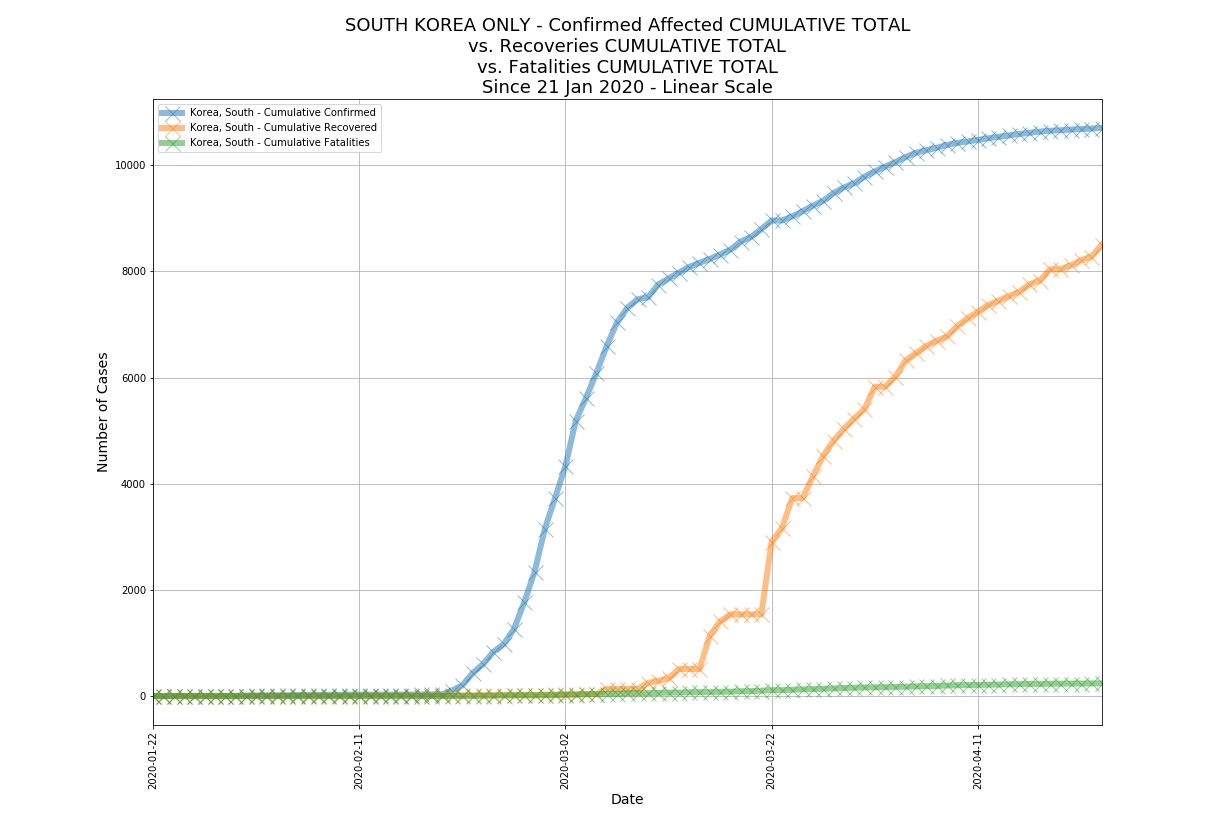 SOUTH KOREA ONLY - Confirmed Affected CUMULATIVE TOTAL
vs. Recoveries CUMULATIVE TOTAL
vs. Fatalities CUMULATIVE TOTAL
Since 21 Jan 2020 - Linear Scale
Korea, South - Cumulative Confirmed
Korea, South - Cumulative Recovered
Korea, South - Cumulative Fatalities
10000
8000
6000
4000
2000
0
Number of Cases
2020-01-22
2020-02-11
2020-03-02
2020-03-22
2020-04-11
Date